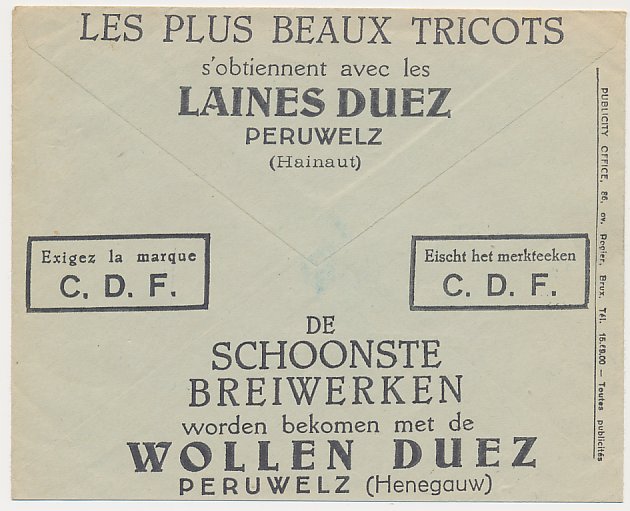 LES PLUS BEAUX TRICOTS
s'obtiennent avec les
LAINES DUEZ
PERUWELZ
(Hainaut)
Exigez la marque
C. D. F.
Eischt het merkteeken
C. D. F.
DE
SCHOONSTE
BREIWERKEN
worden bekomen met de
WOLLEN DUEZ
PERUWELZ (Henegauw)
PUBLICITY OFFICE, 86, av. Rogier, Brux. Tél. 15.89.00 — Toutes publicités